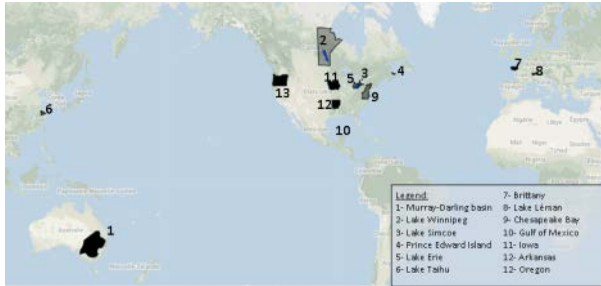 2
3
5
4
11
7
8
13
12
9
6
10
1
Legend:
1- Murray-Darling basin
2- Lake Winnipeg
3- Lake Simcoe
4- Prince Edward Island
5- Lake Erie
6- Lake Taihu
7- Brittany
8- Lake Léman
9- Chesapeake Bay
10- Gulf of Mexico
11- Iowa
12- Arkansas
12- Oregon